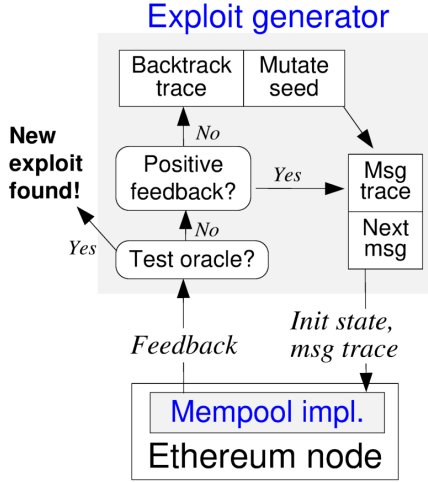 Exploit generator
Backtrack
trace
Mutate
seed
New
exploit
found!
No
Positive
feedback?
Yes
Msg
trace
Next
msg
No
Yes
Test oracle?
Feedback
Init state,
msg trace
Mempool impl.
Ethereum node